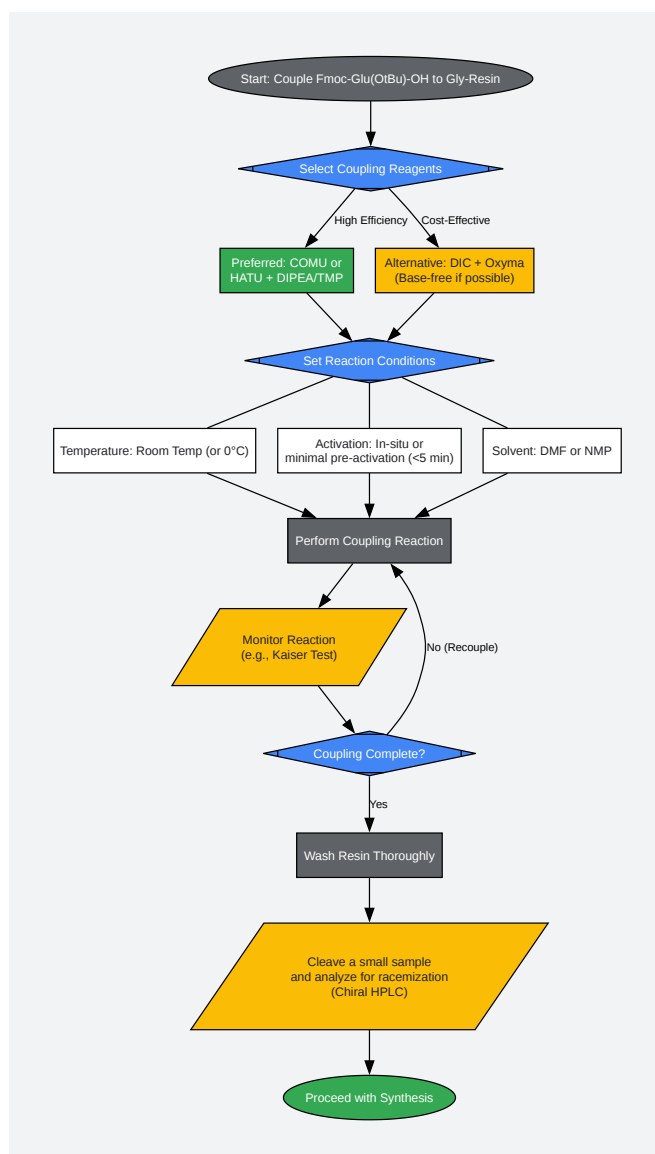 Start: Couple Fmoc-Glu(OtBu)-OH to Gly-Resin
Select Coupling Reagents
High Efficiency
Cost-Effective
Preferred: COMU or
HATU + DIPEA/TMP
Alternative: DIC + Oxyma
(Base-free if possible)
Set Reaction Conditions
Temperature: Room Temp (or 0°C)
Activation: In-situ or
minimal pre-activation (<5 min)
Solvent: DMF or NMP
Perform Coupling Reaction
Monitor Reaction
(e.g., Kaiser Test)
No (Recouple)
Coupling Complete?
Yes
Wash Resin Thoroughly
Cleave a small sample
and analyze for racemization
(Chiral HPLC)
Proceed with Synthesis